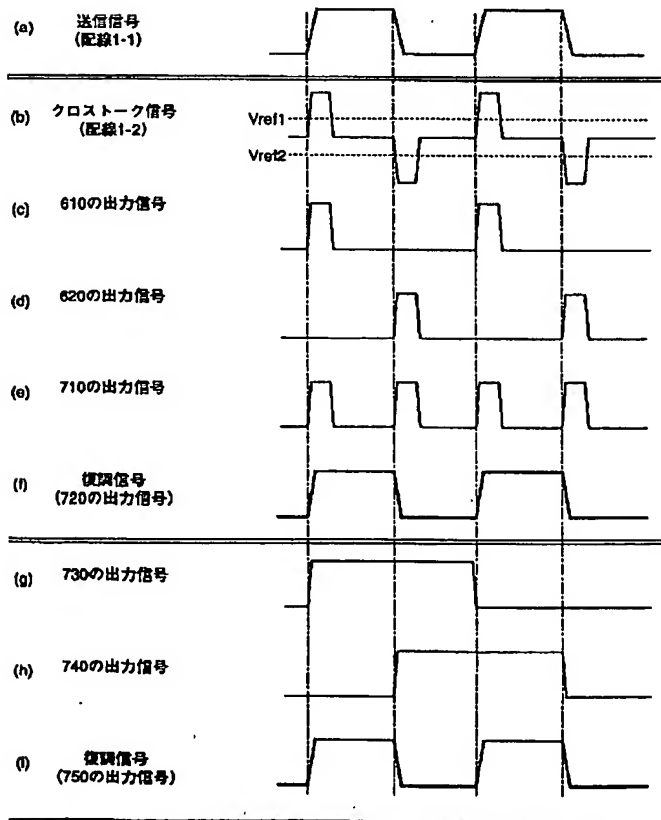 (a) 送信信号
(配線1-1)
(b) クロストーク信号
(配線1-2)
Vref1
Vref2
(c) 610の出力信号
(d) 620の出力信号
(e) 710の出力信号
(f) 復調信号
(720の出力信号)
(g) 730の出力信号
(h) 740の出力信号
(i) 復調信号
(750の出力信号)